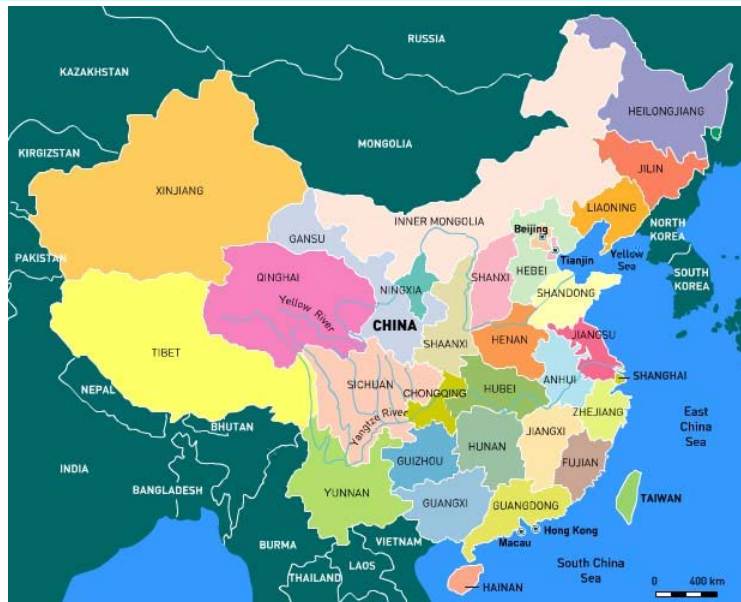 RUSSIA
KAZAKHSTAN
HEILONGJIANG
MONGOLIA
KIRGIZSTAN
JILIN
XINJIANG
LIAONING
INNER MONGOLIA
Beijing
NORTH
KOREA
GANSU
Tianjin
Yellow
Sea
PAKISTAN
QINGHAI
HEBEI
SHANXI
NINGXIA
SOUTH
KOREA
SHANDONG
Yellow River
CHINA
JIANGSU
HENAN
SHAANXI
TIBET
SICHUAN
ANHUI
SHANGHAI
NEPAL
CHONGQING
HUBEI
ZHEJIANG
East
China
Sea
Yangtze River
BHUTAN
JIANGXI
HUNAN
GUIZHOU
FUJIAN
INDIA
BANGLADESH
YUNNAN
GUANGXI
GUANGDONG
TAIWAN
Hong Kong
Macau
BURMA
VIETNAM
LAOS
South China
Sea
THAILAND
HAINAN
0 400 km